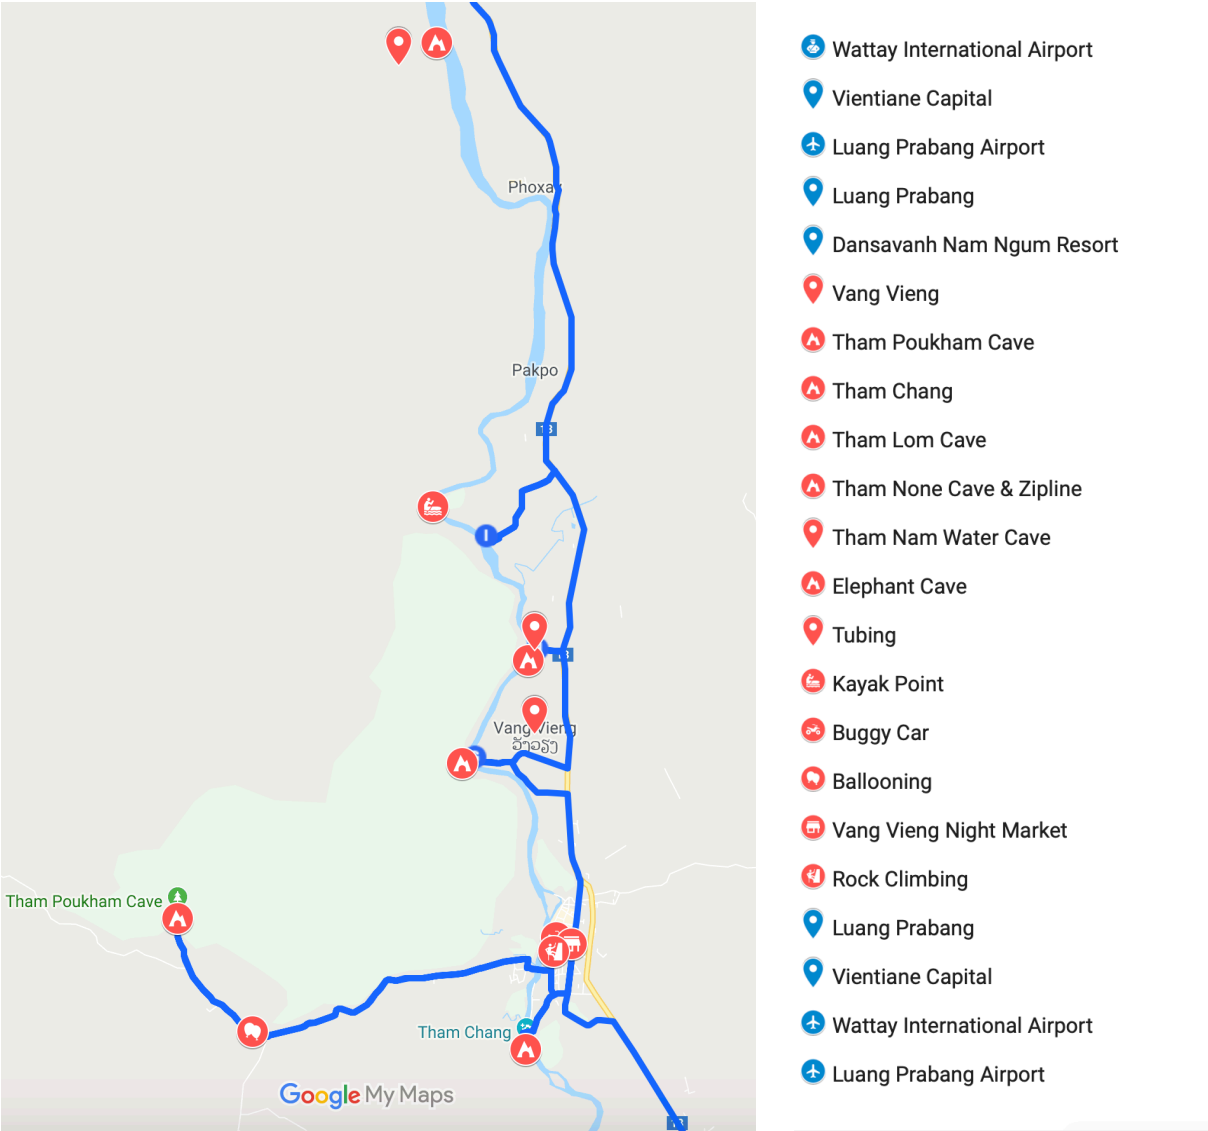 Phoxay
Pakpo
13
13
Vang Vieng
ວັງວຽງ
Tham Poukham Cave
Tham Chang
13
Google My Maps
Wattay International Airport
Vientiane Capital
Luang Prabang Airport
Luang Prabang
Dansavanh Nam Ngum Resort
Vang Vieng
Tham Poukham Cave
Tham Chang
Tham Lom Cave
Tham None Cave & Zipline
Tham Nam Water Cave
Elephant Cave
Tubing
Kayak Point
Buggy Car
Ballooning
Vang Vieng Night Market
Rock Climbing
Luang Prabang
Vientiane Capital
Wattay International Airport
Luang Prabang Airport